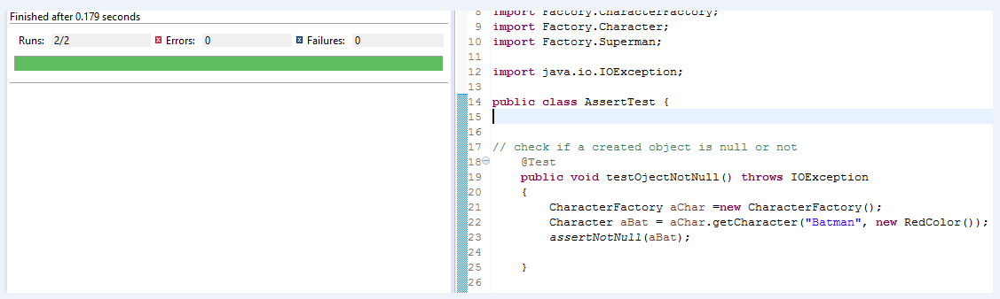 Finished after 0.179 seconds
Runs: 2/2 Errors: 0 Failures: 0
8 import Factory.CharacterFactory;
9 import Factory.Character;
10 import Factory.Superman;
11
12 import java.io.IOException;
13
14 public class AssertTest {
15
16
17 // check if a created object is null or not
18 @Test
19 public void testOjectNotNull() throws IOException
20 {
21 CharacterFactory aChar =new CharacterFactory();
22 Character aBat = aChar.getCharacter("Batman", new RedColor());
23 assertNotNull(aBat);
24
25 }
26